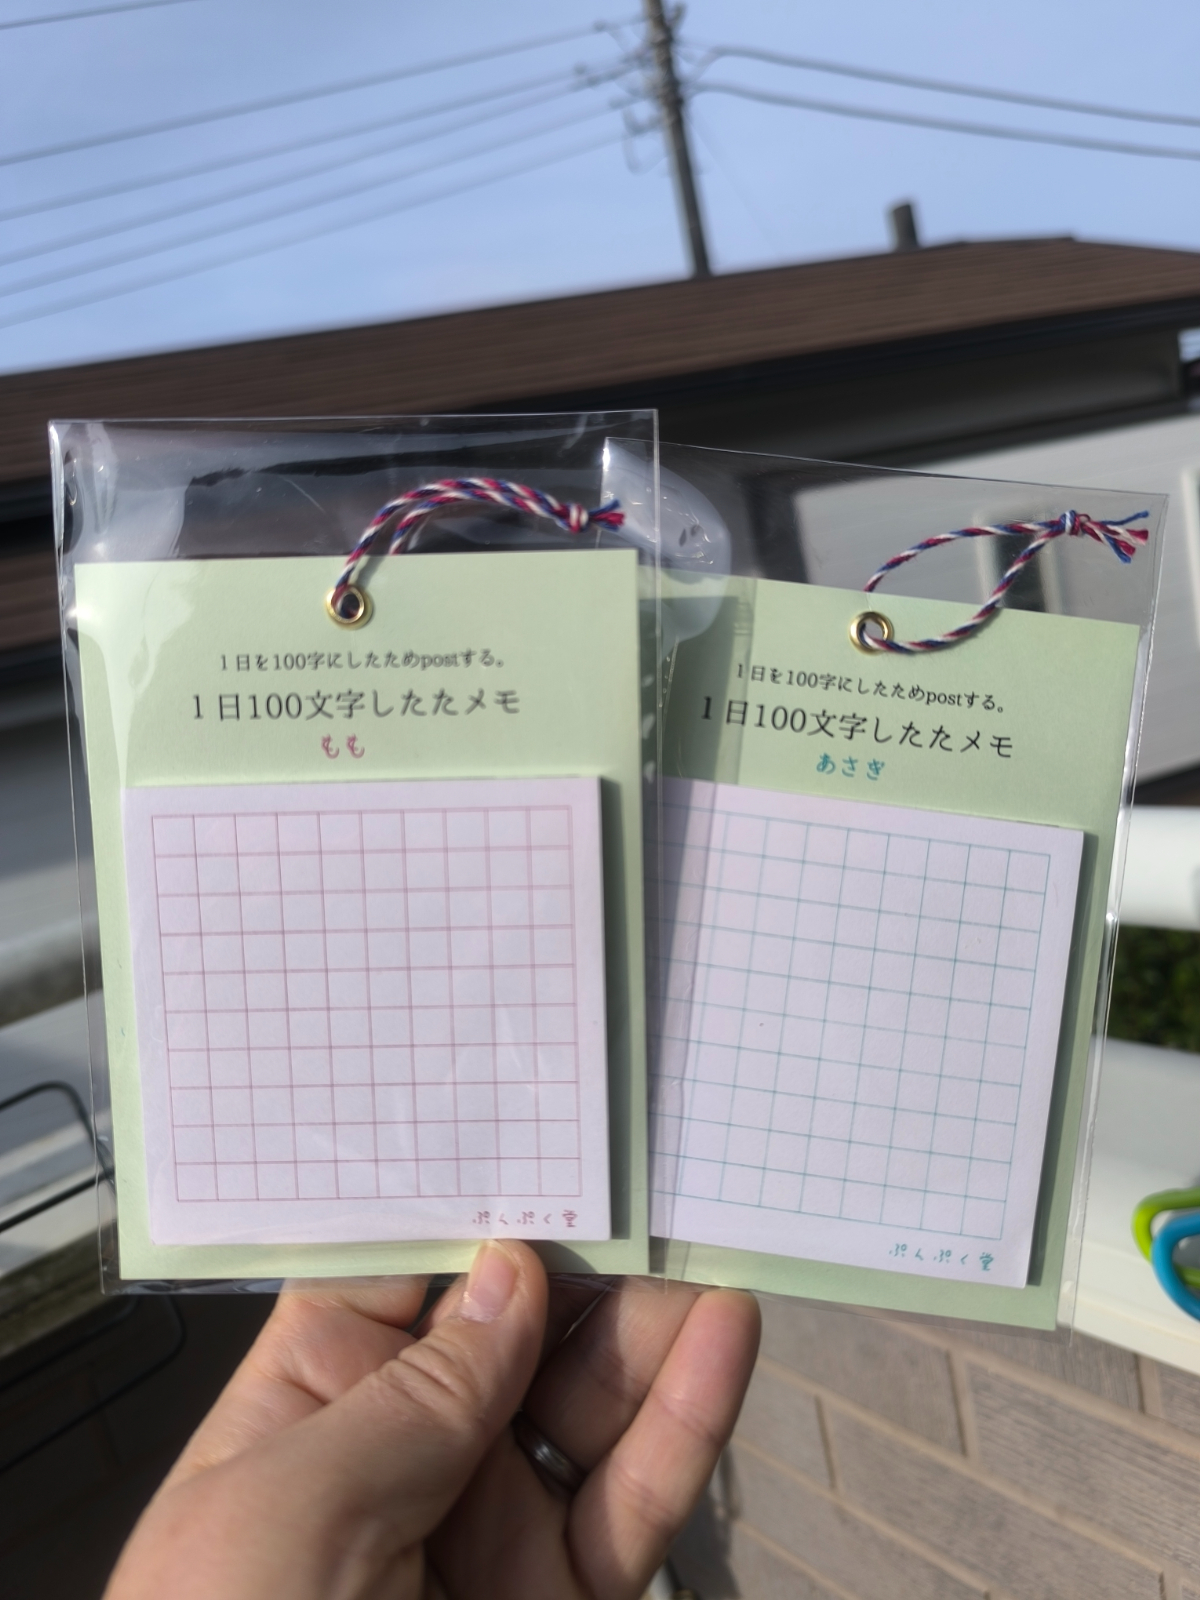 1日を100字にしたためpostする。
1日100文字したたメモ
もも
ぷんぷく堂
1日を100字にしたためpostする。
1日100文字したたメモ
あさぎ
ぷんぷく堂